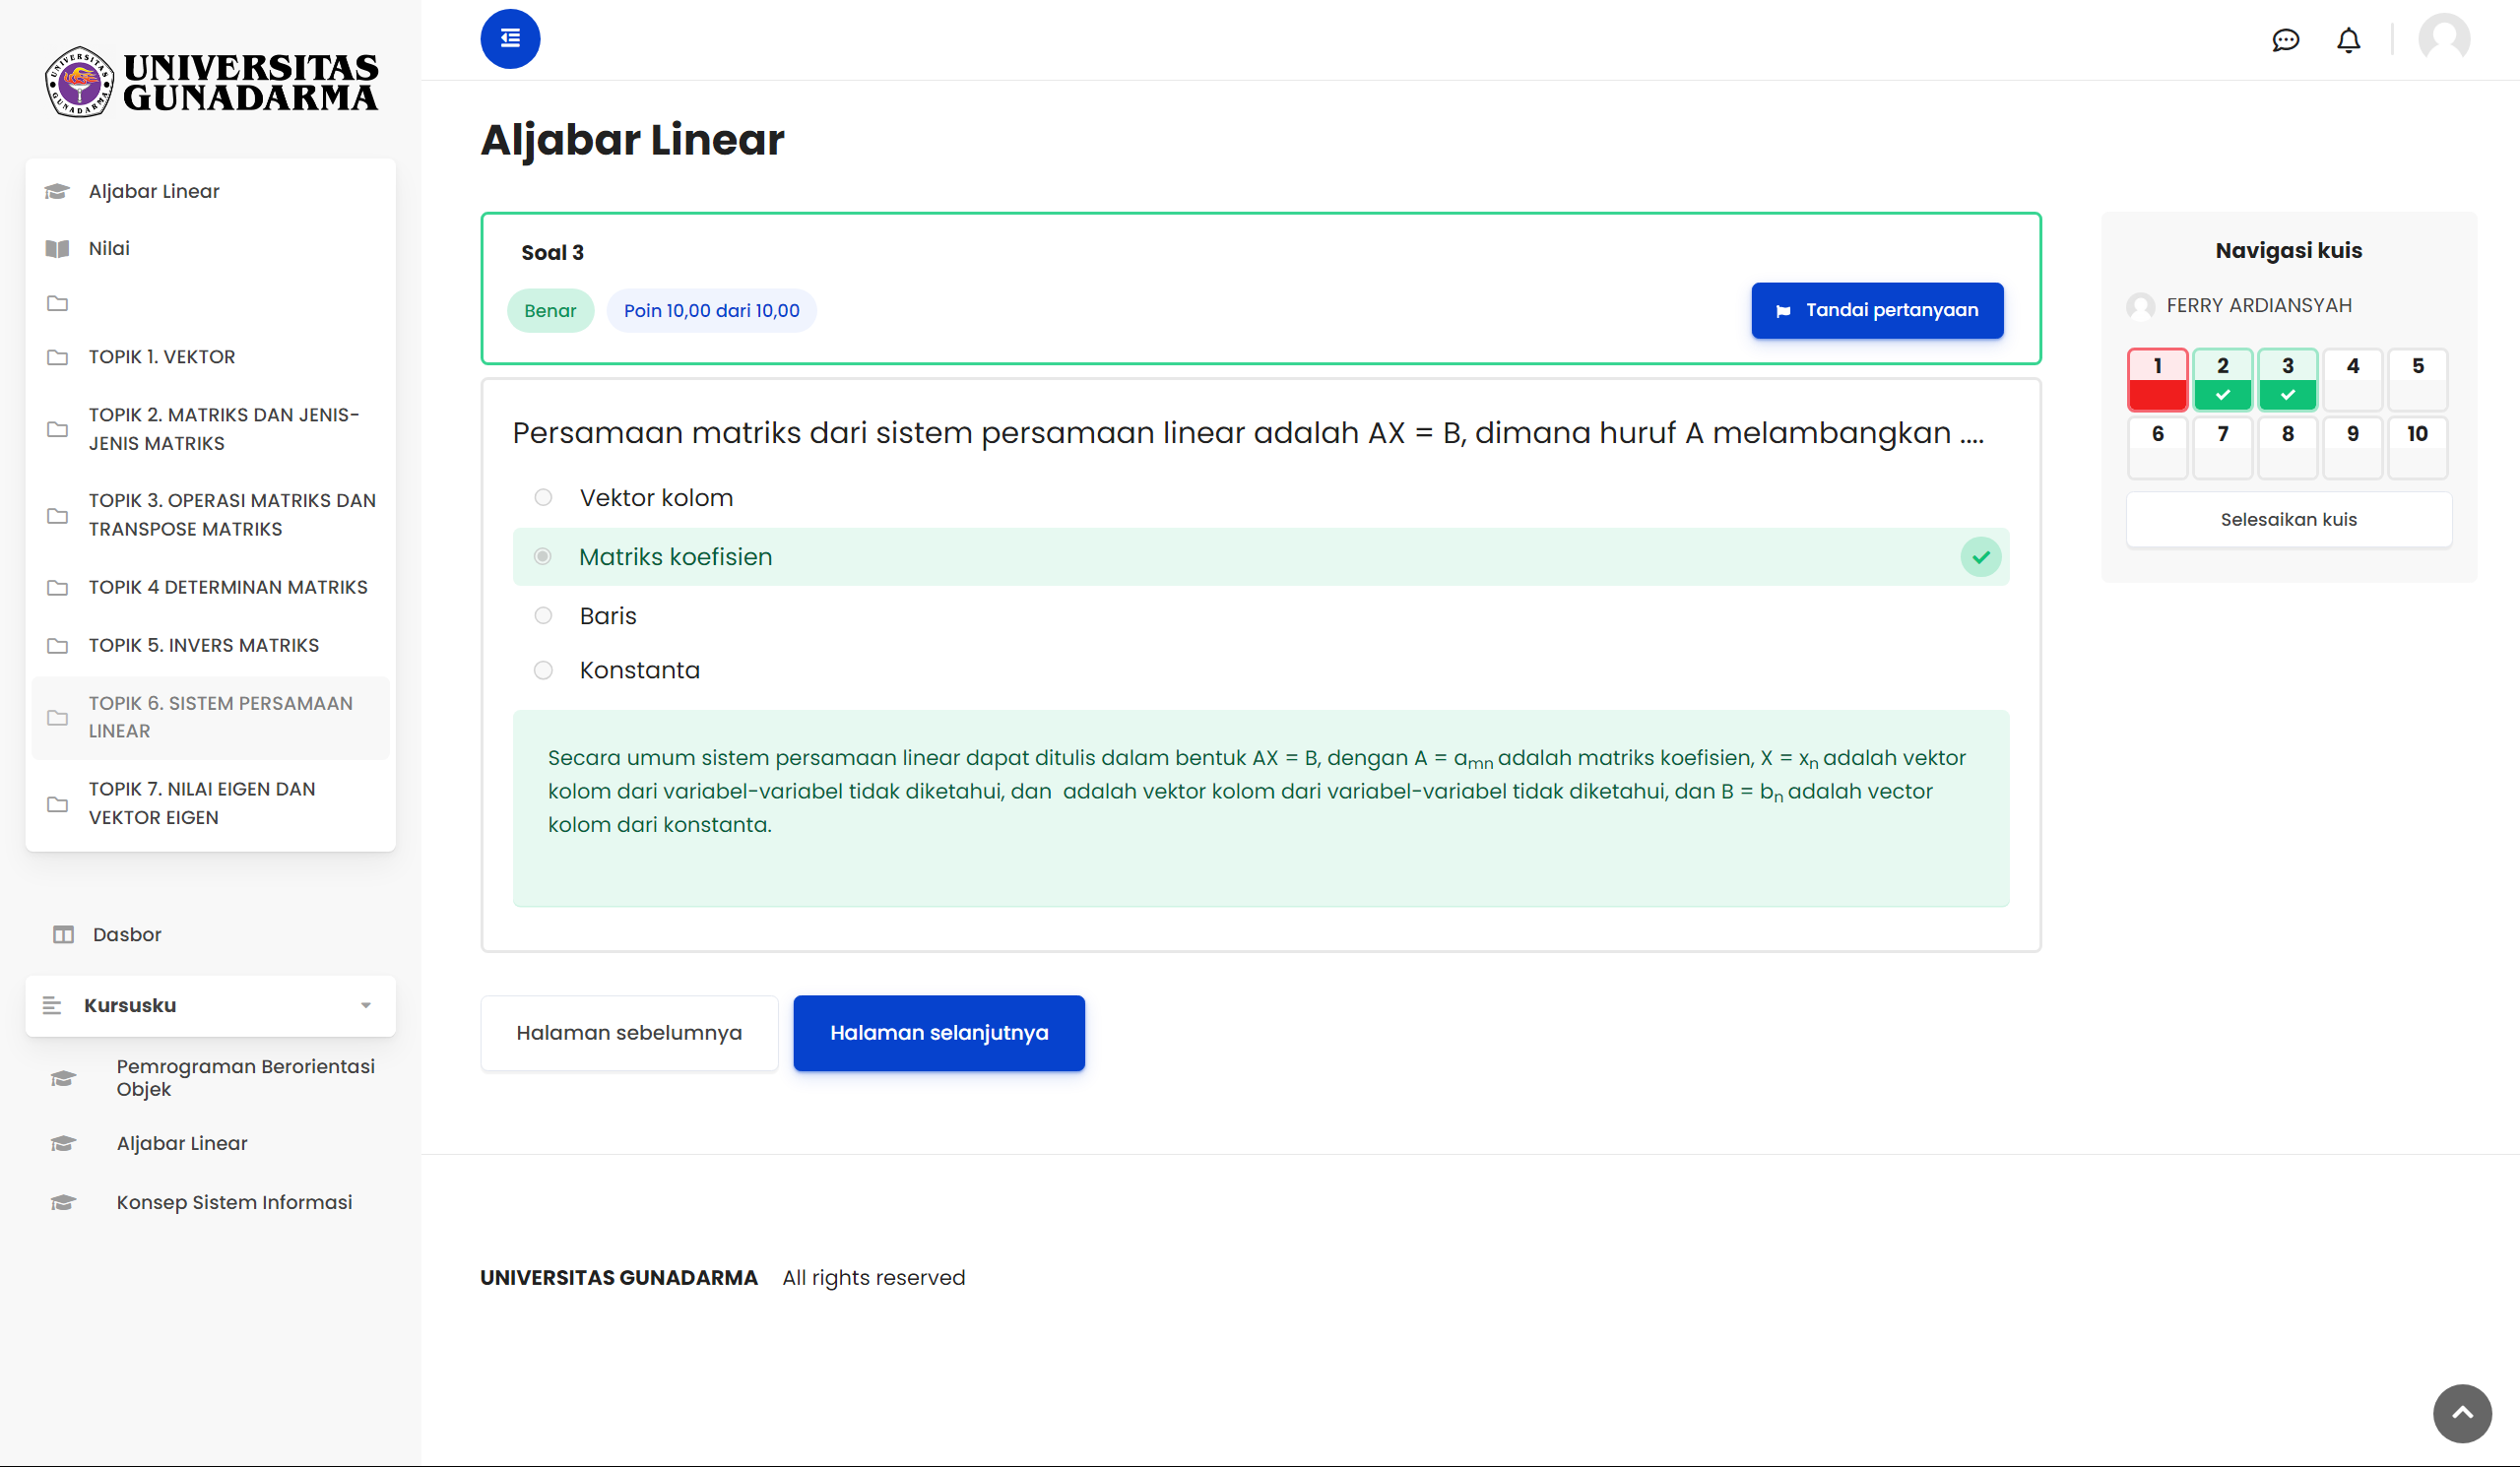 UNIVERSITAS
GUNADARMA
Aljabar Linear
Nilai
TOPIK 1. VEKTOR
TOPIK 2. MATRIKS DAN JENIS-
JENIS MATRIKS
TOPIK 3. OPERASI MATRIKS DAN
TRANSPOSE MATRIKS
TOPIK 4 DETERMINAN MATRIKS
TOPIK 5. INVERS MATRIKS
TOPIK 6. SISTEM PERSAMAAN
LINEAR
TOPIK 7. NILAI EIGEN DAN
VEKTOR EIGEN
Dasbor
Kursusku
Pemrograman Berorientasi
Objek
Aljabar Linear
Konsep Sistem Informasi
Aljabar Linear
Soal 3
Benar
Poin 10,00 dari 10,00
Tandai pertanyaan
Persamaan matriks dari sistem persamaan linear adalah AX = B, dimana huruf A melambangkan ....
Vektor kolom
Matriks koefisien
Baris
Konstanta
Secara umum sistem persamaan linear dapat ditulis dalam bentuk AX = B, dengan A = amn adalah matriks koefisien, X = xn adalah vektor
kolom dari variabel-variabel tidak diketahui, dan  adalah vektor kolom dari variabel-variabel tidak diketahui, dan B = bn adalah vector
kolom dari konstanta.
Halaman sebelumnya
Halaman selanjutnya
Navigasi kuis
FERRY ARDIANSYAH
1 2 3 4 5
6 7 8 9 10
Selesaikan kuis
UNIVERSITAS GUNADARMA All rights reserved